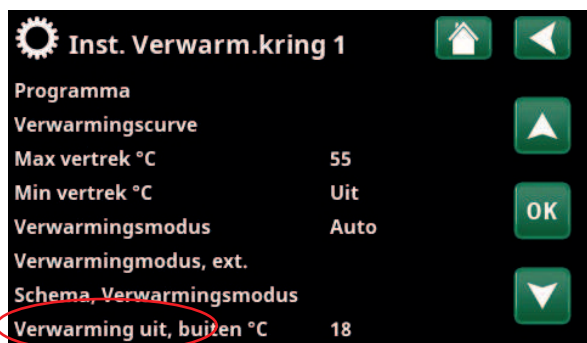 Inst. Verwarm.kring 1
Programma
Verwarmingscurve
Max vertrek °C 55
Min vertrek °C Uit
Verwarmingsmodus Auto
OK
Verwarmingmodus, ext.
Schema, Verwarmingsmodus
Verwarming uit, buiten °C 18